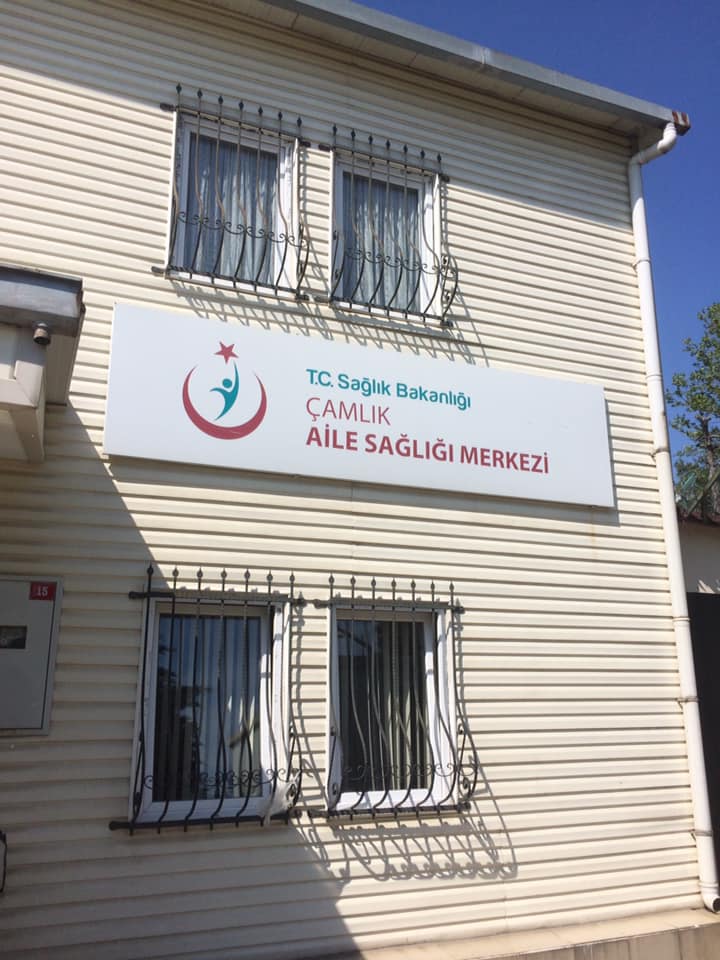 T.C. Sağlık Bakanlığı
ÇAMLIK
AİLE SAĞLIĞI MERKEZİ
15